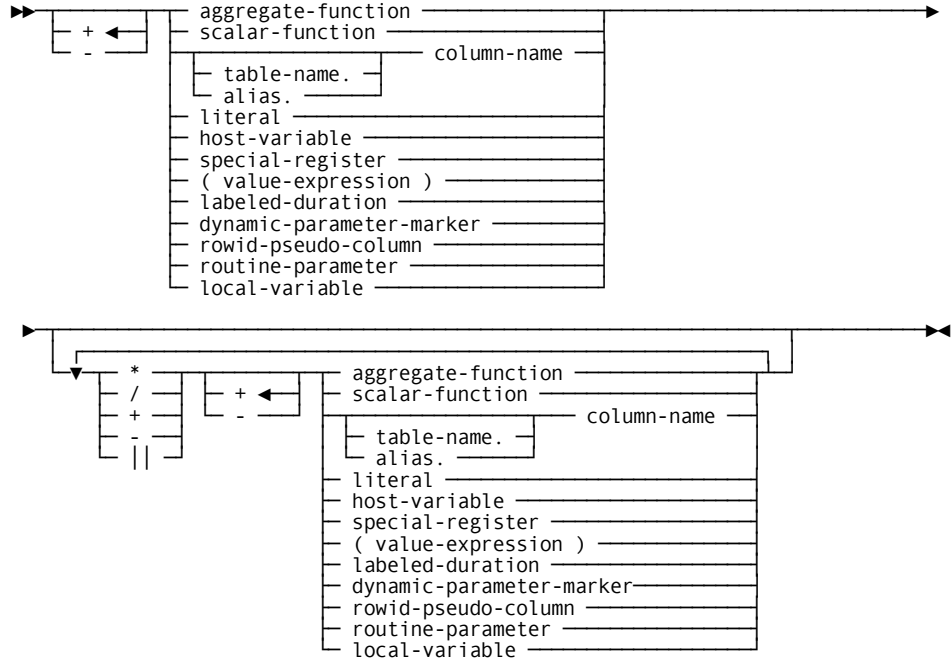 aggregate-function
+ scalar-function
- column-name
table-name.
alias.
literal
host-variable
special-register
( value-expression )
labeled-duration
dynamic-parameter-marker
rowid-pseudo-column
routine-parameter
local-variable
* aggregate-function
/ + scalar-function
+ - column-name
- table-name.
|| alias.
literal
host-variable
special-register
( value-expression )
labeled-duration
dynamic-parameter-marker
rowid-pseudo-column
routine-parameter
local-variable